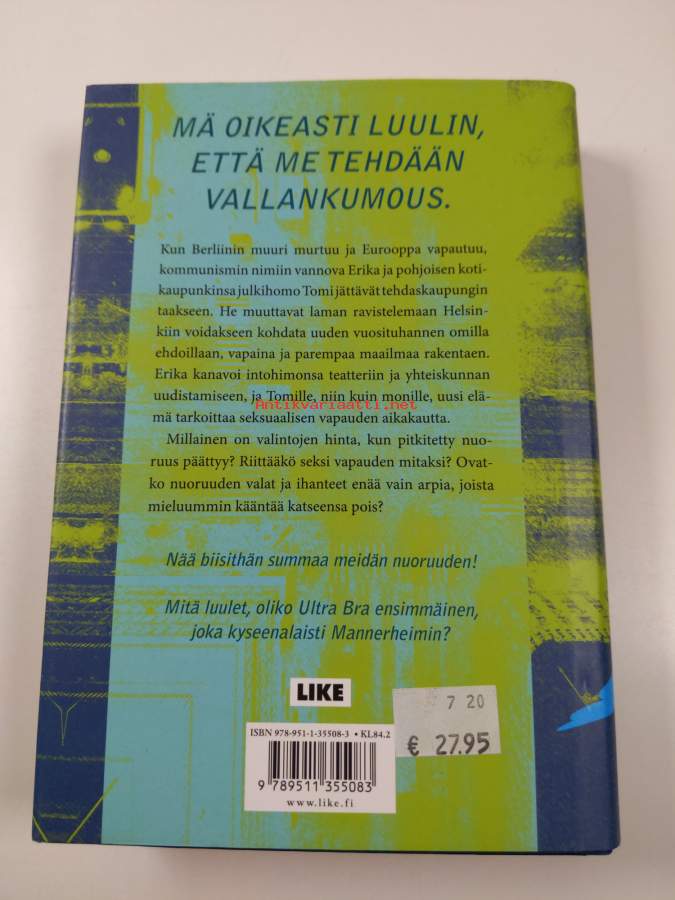 MÄ OIKEASTI LUULIN,
ETTÄ ME TEHDÄÄN
VALLANKUMOUS.
Kun Berliinin muuri murtuu ja Eurooppa vapautuu,
kommunismin nimiin vannova Erika ja pohjoisen koti-
kaupunkinsa julkihomo Tomi jättävät tehdaskaupungin
taakseen. He muuttavat laman ravistelemaan Helsin-
kiin voidakseen kohdata uuden vuosituhannen omilla
ehdoillaan, vapaina ja parempaa maailmaa rakentaen.
Erika kanavoi intohimonsa teatteriin ja yhteiskunnan
uudistamiseen, ja Tomille, niin kuin monille, uusi elä-
Antikvariaatti.net
mä tarkoittaa seksuaalisen vapauden aikakautta.
Millainen on valintojen hinta, kun pitkitetty nuo-
ruus päättyy? Riittääkö seksi vapauden mitaksi? Ovat-
ko nuoruuden valat ja ihanteet enää vain arpia, joista
mieluummin kääntää katseensa pois?
Nää biisithän summaa meidän nuoruuden!
Mitä luulet, oliko Ultra Bra ensimmäinen,
joka kyseenalaisti Mannerheimin?
LIKE
7 20
€ 27.95
ISBN 978-951-1-35508-3 • KL84.2
9 789511 355083
www.like.fi